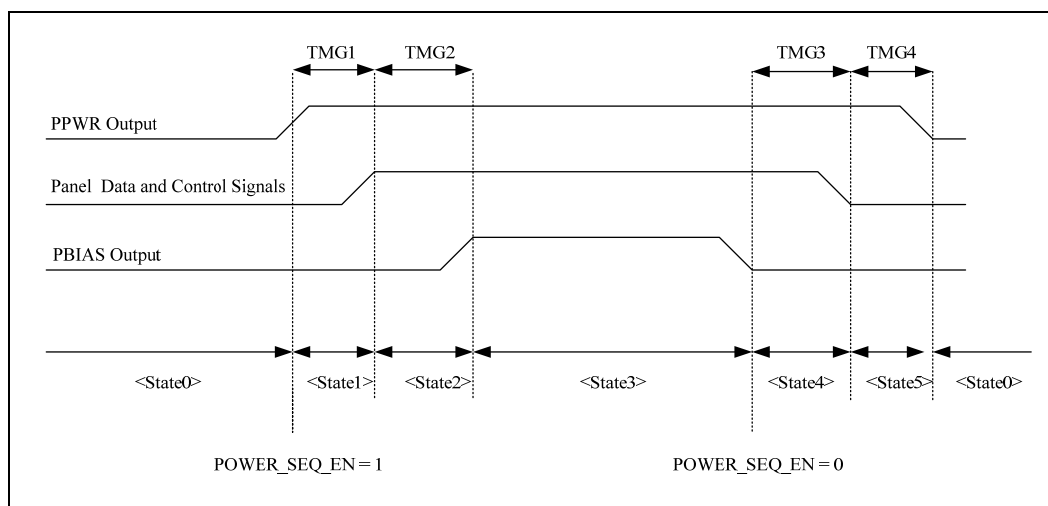 TMG1 TMG2 TMG3 TMG4
PPWR Output
Panel Data and Control Signals
PBIAS Output
<State0> <State1> <State2> <State3> <State4> <State5> <State0>
POWER_SEQ_EN = 1 POWER_SEQ_EN = 0